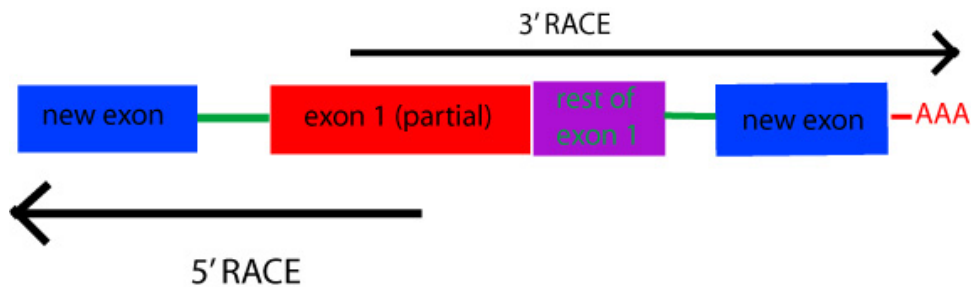 3' RACE
new exon
exon 1 (partial)
rest of
exon 1
new exon
AAA
5' RACE